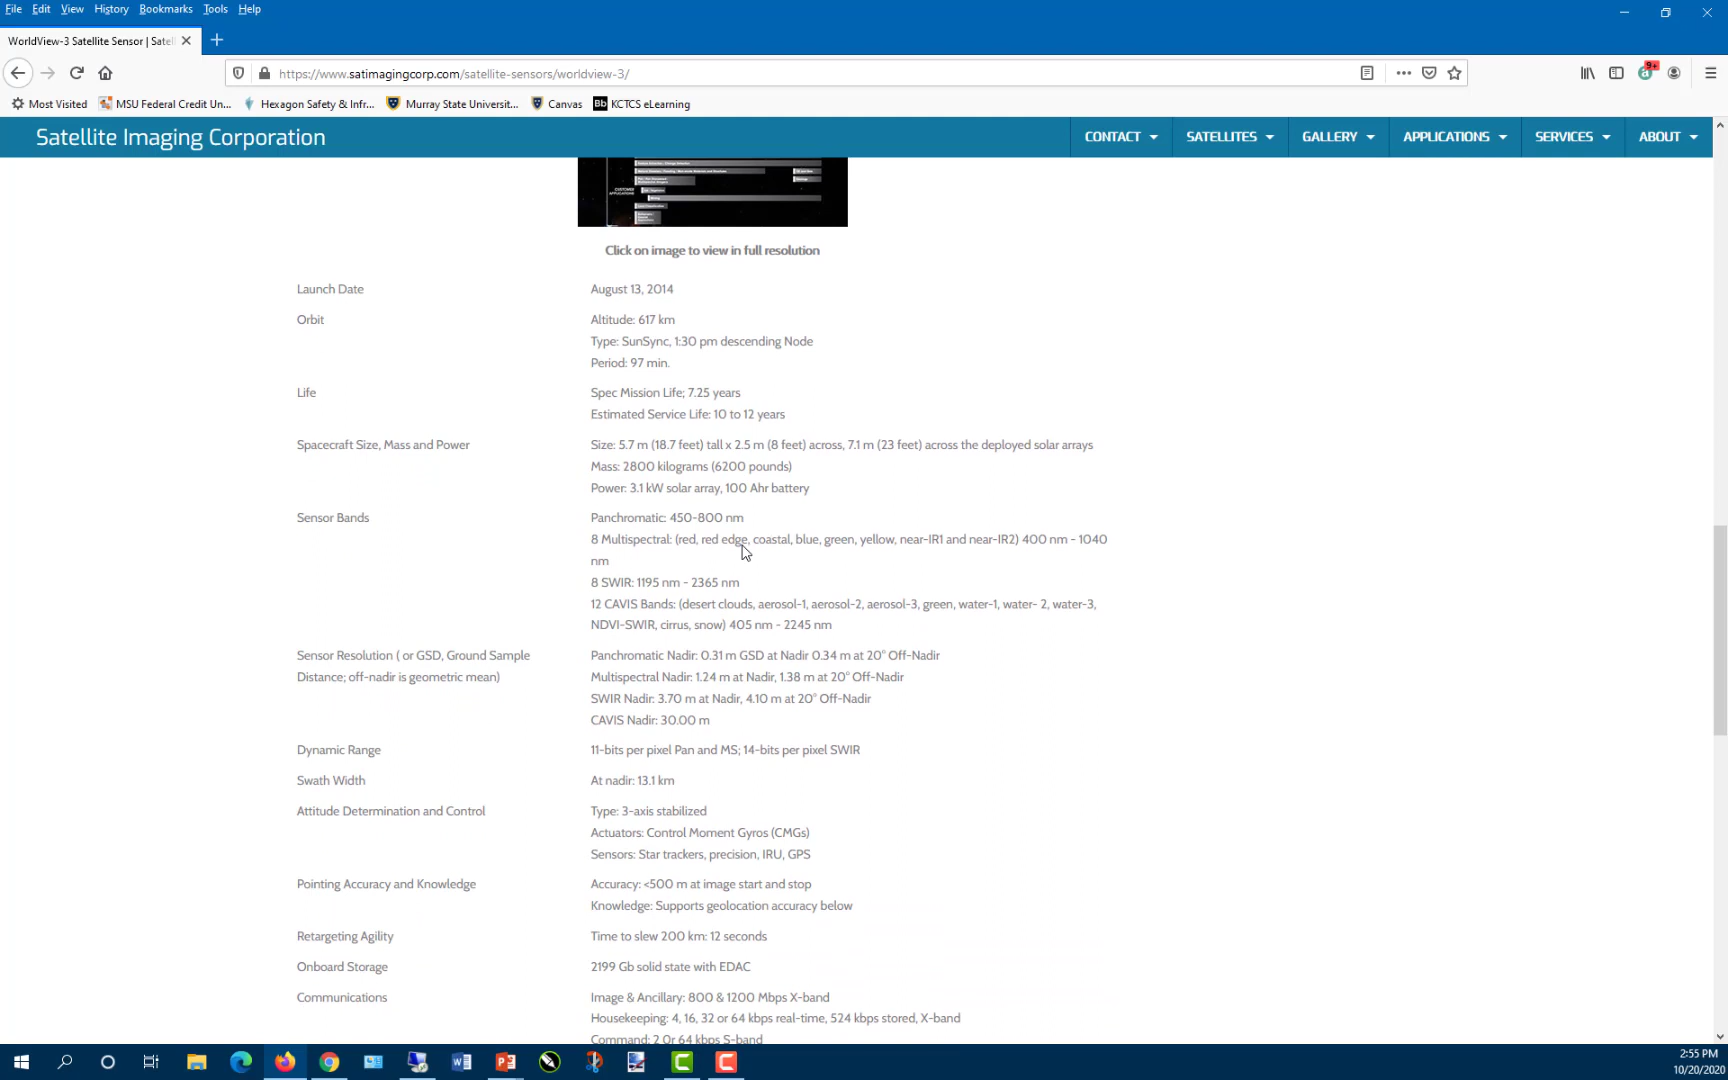 File Edit View History Bookmarks Tools Help
WorldView-3 Satellite Sensor | Satell
https://www.satimagingcorp.com/satellite-sensors/worldview-3/
9+
Most Visited MSU Federal Credit Un... Hexagon Safety & Infr... Murray State Universit... Canvas Bb KCTCS eLearning
Satellite Imaging Corporation CONTACT SATELLITES GALLERY APPLICATIONS SERVICES ABOUT
Click on image to view in full resolution
Launch Date August 13, 2014
Orbit Altitude: 617 km
Type: SunSync, 1:30 pm descending Node
Period: 97 min.
Life Spec Mission Life; 7.25 years
Estimated Service Life: 10 to 12 years
Spacecraft Size, Mass and Power Size: 5.7 m (18.7 feet) tall x 2.5 m (8 feet) across, 7.1 m (23 feet) across the deployed solar arrays
Mass: 2800 kilograms (6200 pounds)
Power: 3.1 kW solar array, 100 Ahr battery
Sensor Bands Panchromatic: 450-800 nm
8 Multispectral: (red, red edge, coastal, blue, green, yellow, near-IR1 and near-IR2) 400 nm - 1040
nm
8 SWIR: 1195 nm - 2365 nm
12 CAVIS Bands: (desert clouds, aerosol-1, aerosol-2, aerosol-3, green, water-1, water- 2, water-3,
NDVI-SWIR, cirrus, snow) 405 nm - 2245 nm
Sensor Resolution ( or GSD, Ground Sample Panchromatic Nadir: 0.31 m GSD at Nadir 0.34 m at 20° Off-Nadir
Distance; off-nadir is geometric mean) Multispectral Nadir: 1.24 m at Nadir, 1.38 m at 20° Off-Nadir
SWIR Nadir: 3.70 m at Nadir, 4.10 m at 20° Off-Nadir
CAVIS Nadir: 30.00 m
Dynamic Range 11-bits per pixel Pan and MS; 14-bits per pixel SWIR
Swath Width At nadir: 13.1 km
Attitude Determination and Control Type: 3-axis stabilized
Actuators: Control Moment Gyros (CMGs)
Sensors: Star trackers, precision, IRU, GPS
Pointing Accuracy and Knowledge Accuracy: <500 m at image start and stop
Knowledge: Supports geolocation accuracy below
Retargeting Agility Time to slew 200 km: 12 seconds
Onboard Storage 2199 Gb solid state with EDAC
Communications Image & Ancillary: 800 & 1200 Mbps X-band
Housekeeping: 4, 16, 32 or 64 kbps real-time, 524 kbps stored, X-band
Command: 2 Or 64 kbps S-band
2:55 PM
10/20/2020